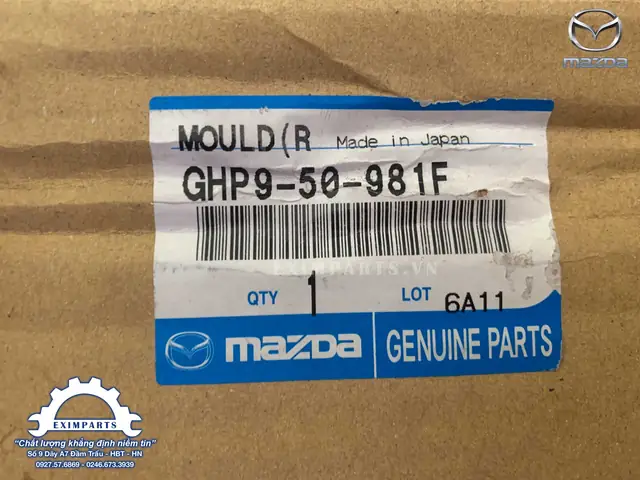 mazda
MOULD(R Made in Japan
GHP9-50-981F
EXIMPARTS.VN
QTY 1 LOT 6A11
mazda GENUINE PARTS
EXIMPARTS
"Chất lượng khẳng định niềm tin"
Số 9 Dãy A7 Đầm Trấu - HBT - HN
0927.57.6869 - 0246.673.3939